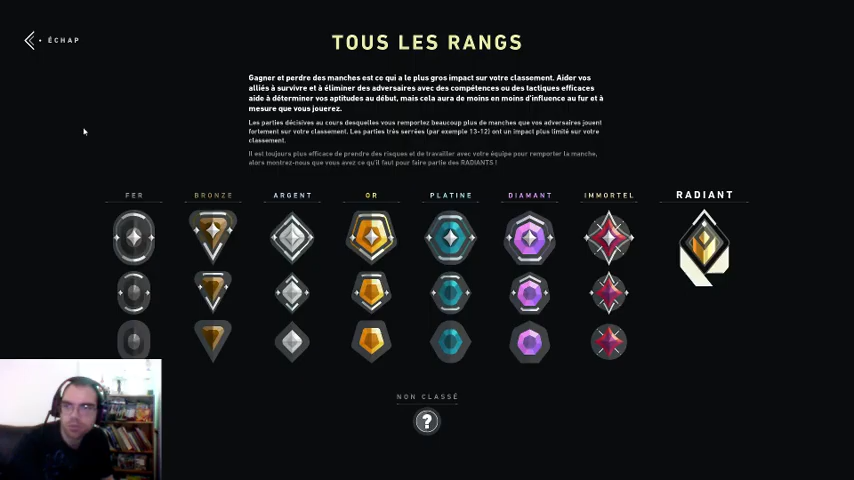 ÉCHAP
TOUS LES RANGS
Gagner et perdre des manches est ce qui a le plus gros impact sur votre classement. Aider vos
alliés à survivre et à éliminer des adversaires avec des compétences ou des tactiques efficaces
aide à déterminer vos aptitudes au début, mais cela aura de moins en moins d'influence au fur et à
mesure que vous jouerez.
Les parties décisives au cours desquelles vous remportez beaucoup plus de manches que vos adversaires jouent
fortement sur votre classement. Les parties très serrées (par exemple 13-12) ont un impact plus limité sur votre
classement.
Il est toujours plus efficace de prendre des risques et de travailler avec votre équipe pour remporter la manche,
alors montrez-nous que vous avez ce qu'il faut pour faire partie des RADIANTS !
FER BRONZE ARGENT OR PLATINE DIAMANT IMMORTEL RADIANT
NON CLASSÉ
?